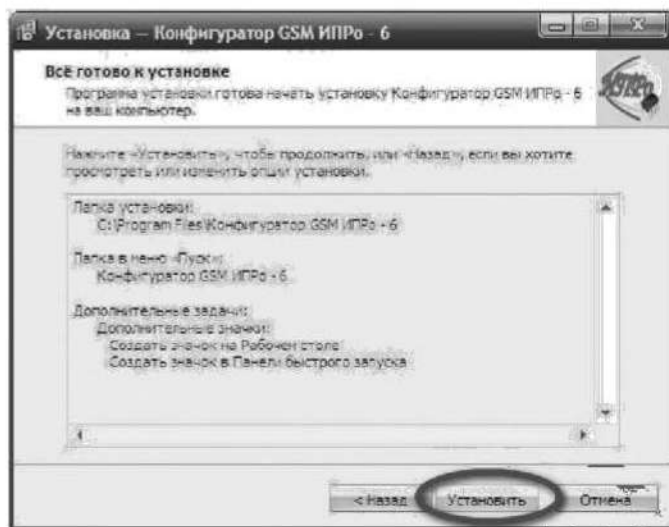 Установка — Конфигуратор GSM ИПРо - 6
Всё готово к установке
Программа установки готова начать установку Конфигуратор GSM ИПРо - 6
на ваш компьютер.
ИПРо
Нажмите «Установить», чтобы продолжить, или «Назад», если вы хотите
просмотреть или изменить опции установки.
Папка установки:
C:\Program Files\Конфигуратор GSM ИПРо - 6
Папка в меню «Пуск»:
Конфигуратор GSM ИПРо - 6
Дополнительные задачи:
Дополнительные значки:
Создать значок на Рабочем столе
Создать значок в Панели быстрого запуска
< Назад
Установить
Отмена